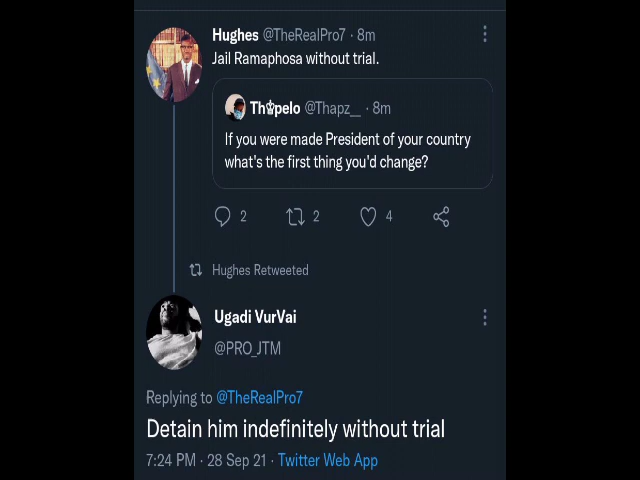 Hughes @TheRealPro7 · 8m
Jail Ramaphosa without trial.
Th♔pelo @Thapz__ · 8m
If you were made President of your country
what's the first thing you'd change?
2 2 4
Hughes Retweeted
Ugadi VurVai
@PRO_JTM
Replying to @TheRealPro7
Detain him indefinitely without trial
7:24 PM · 28 Sep 21 · Twitter Web App